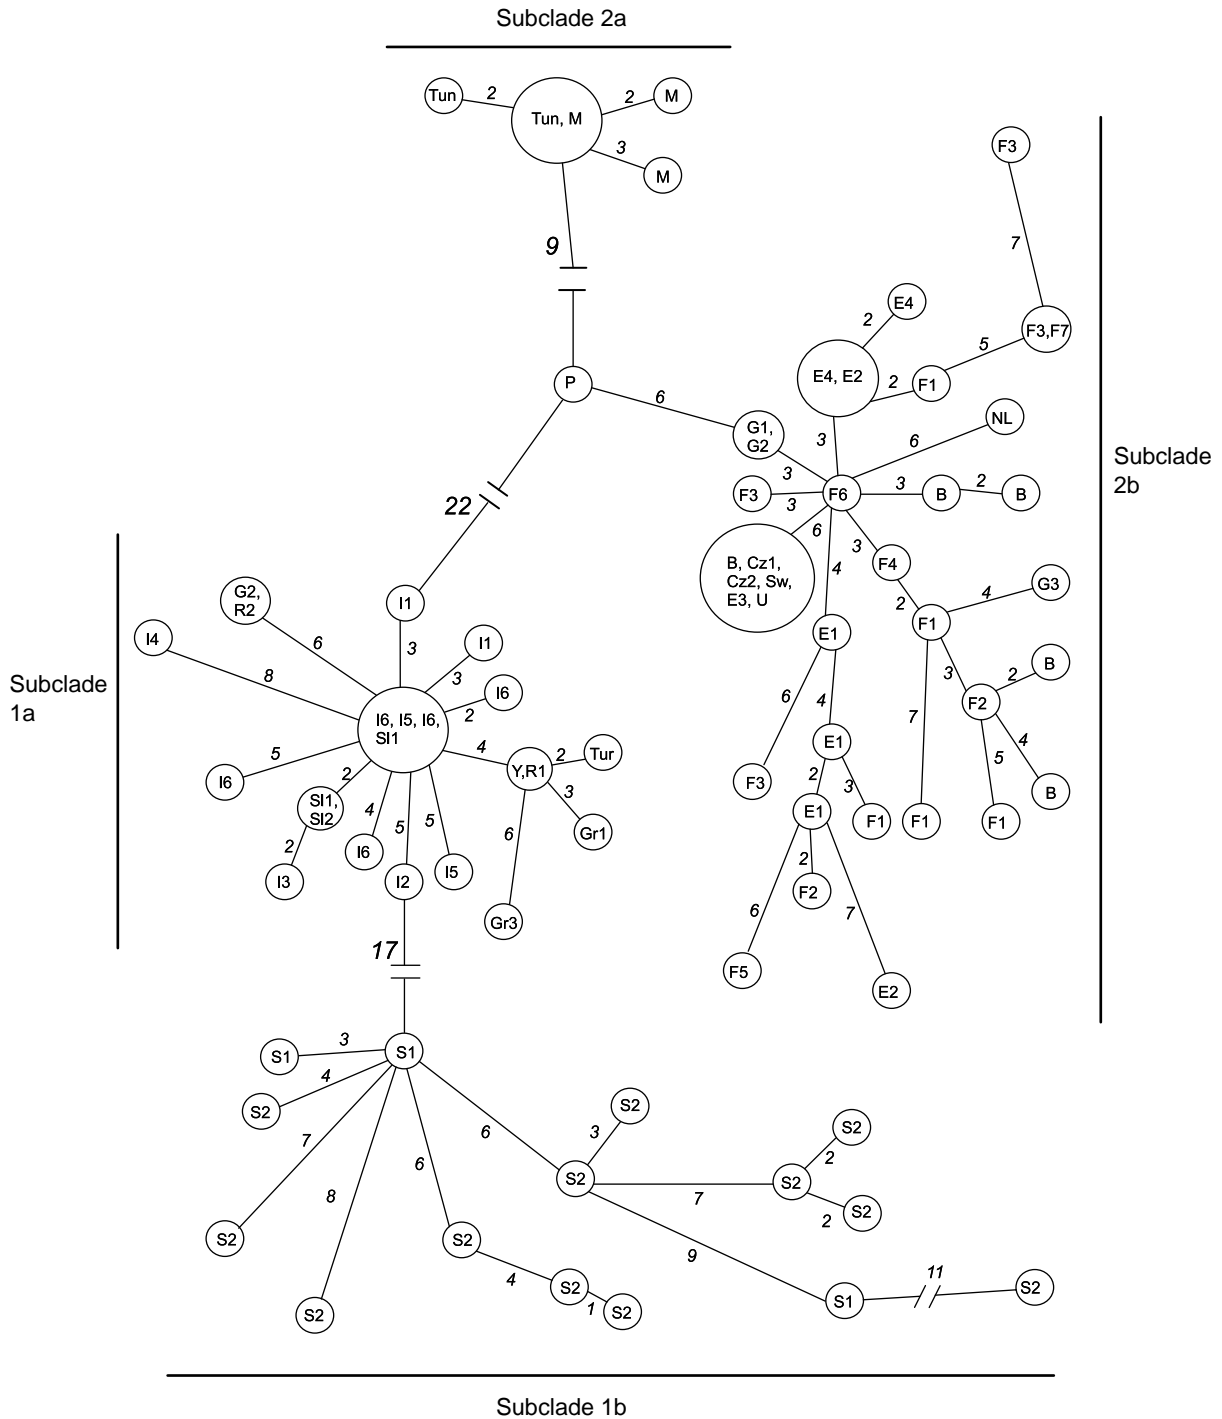 Subclade 2a
Tun
2
Tun, M
2
M
3
M
9
P
6
G1,
G2
3
F3
7
F3,F7
5
F1
2
E4
2
E4, E2
3
NL
6
F6
F3
3
3
B
2
B
B, Cz1,
Cz2, Sw,
E3, U
6
4
3
F4
2
F1
4
G3
3
7
F2
2
B
4
B
5
F1
F1
E1
6
F3
4
E1
2
3
F1
E1
2
F2
6
F5
7
E2
Subclade
2b
22
Subclade
1a
I1
3
G2,
R2
6
I4
8
I1
3
I6
2
I6, I5, I6,
SI1
5
I6
2
SI1,
SI2
2
I3
4
I6
5
I2
5
I5
4
Y,R1
2
Tur
3
Gr1
6
Gr3
17
S1
3
S1
4
S2
7
S2
8
S2
6
S2
4
S2
1
S2
6
S2
3
S2
7
S2
2
S2
2
S2
9
S1
11
S2
Subclade 1b